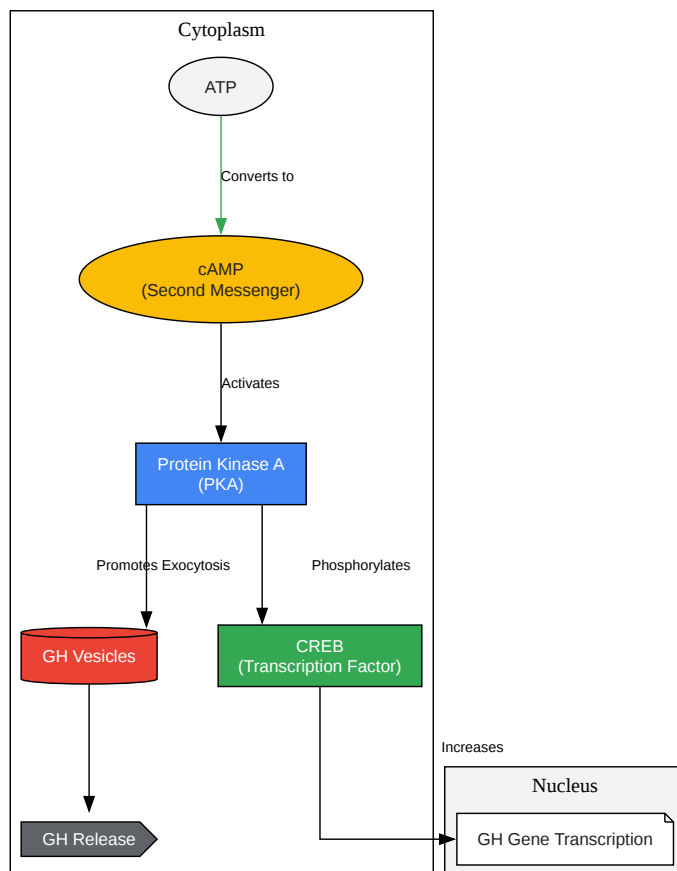 Cytoplasm
ATP
Converts to
cAMP
(Second Messenger)
Activates
Protein Kinase A
(PKA)
Promotes Exocytosis
Phosphorylates
GH Vesicles
CREB
(Transcription Factor)
Increases
Nucleus
GH Release
GH Gene Transcription